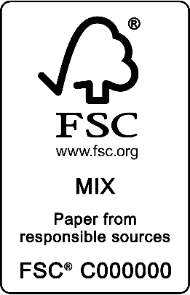 ®
FSC
www.fsc.org
MIX
Paper from
responsible sources
FSC® C000000